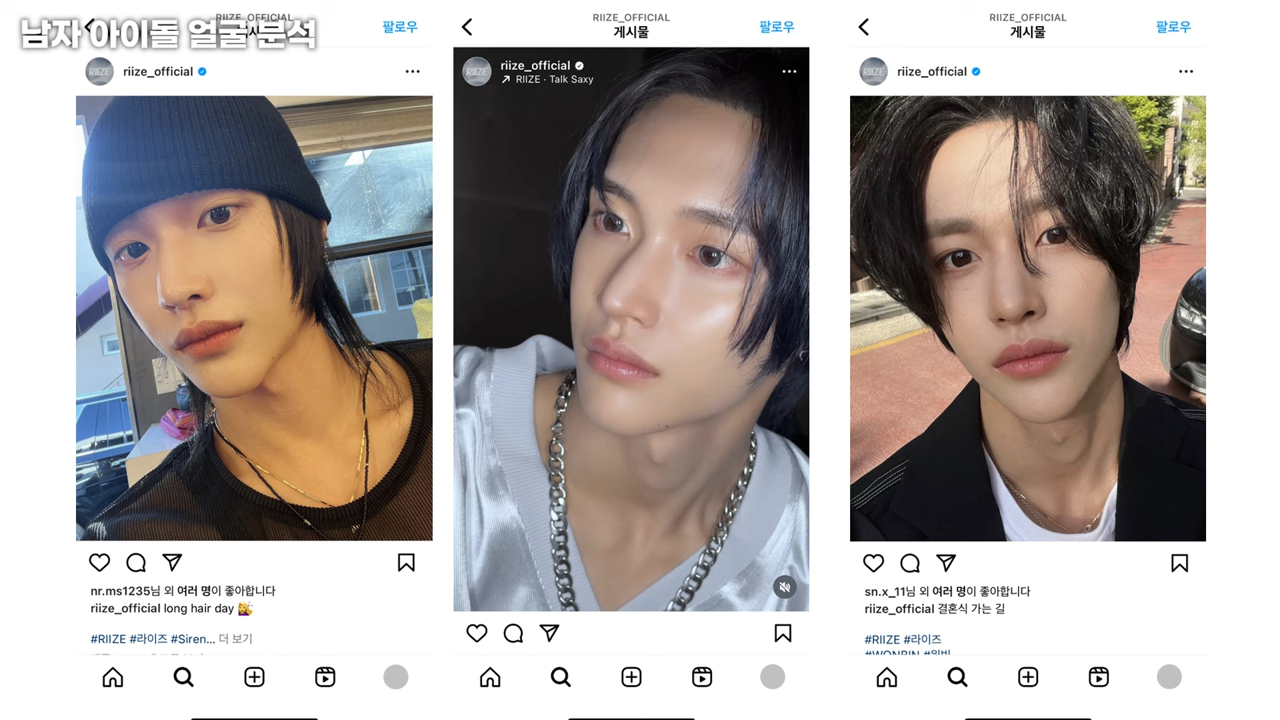 남자 아이돌 얼굴 분석
RIIZE_OFFICIAL
팔로우
riize_official
nr.ms1235님 외 여러 명이 좋아합니다
riize_official long hair day 💁‍♀️
#RIIZE #라이즈 #Siren... 더 보기
RIIZE_OFFICIAL
게시물
팔로우
riize_official
RIIZE · Talk Saxy
RIIZE_OFFICIAL
게시물
팔로우
riize_official
sn.x_11님 외 여러 명이 좋아합니다
riize_official 결혼식 가는 길
#RIIZE #라이즈
#WONBIN #원빈